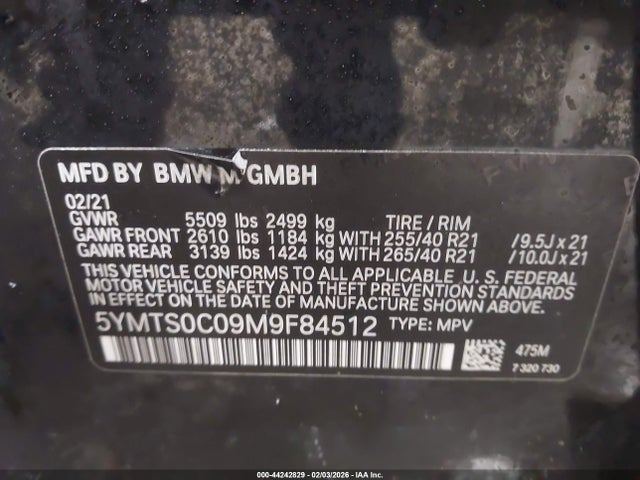 MFD BY BMW M GMBH
02/21
GVWR 5509 lbs 2499 kg TIRE / RIM
GAWR FRONT 2610 lbs 1184 kg WITH 255/40 R21 /9.5J x 21
GAWR REAR 3139 lbs 1424 kg WITH 265/40 R21 /10.0J x 21
THIS VEHICLE CONFORMS TO ALL APPLICABLE U. S. FEDERAL
MOTOR VEHICLE SAFETY AND THEFT PREVENTION
STANDARDS IN EFFECT ON DATE OF MANUFACTURE SHOWN ABOVE.
5YMTS0C09M9F84512 TYPE: MPV
475M
7 320 730
000-44242829 - 02/03/2026 - IAA Inc.